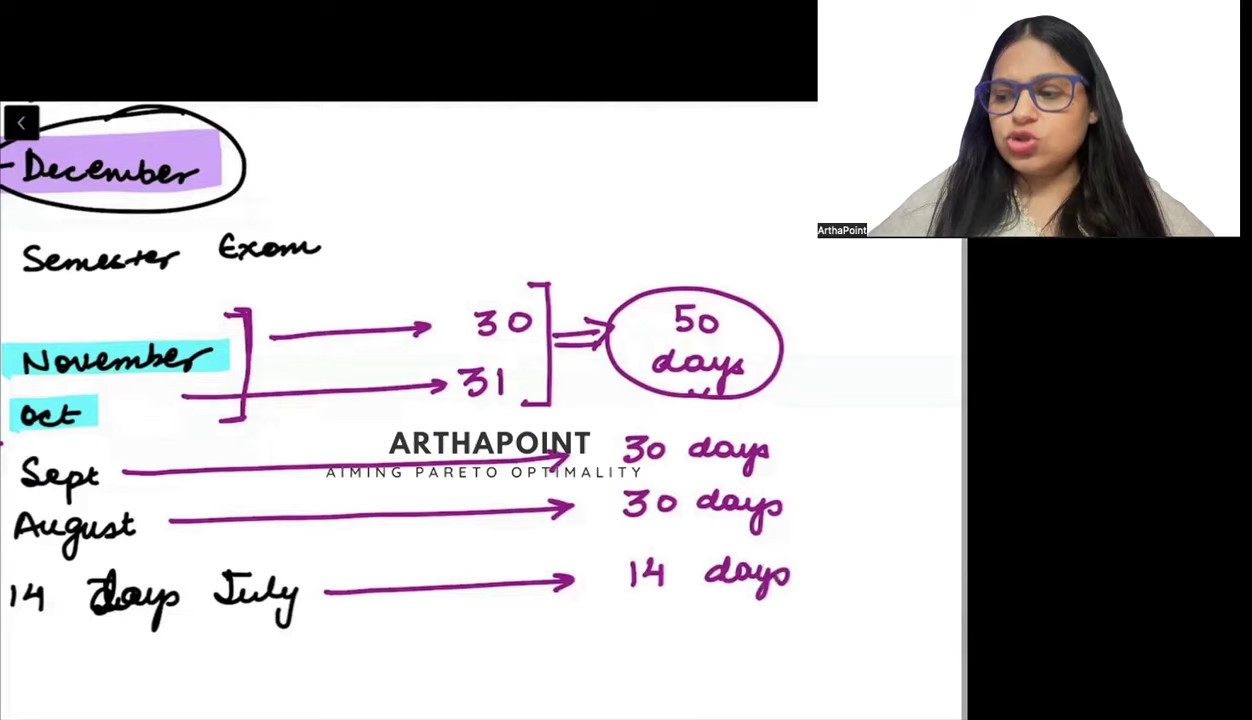 December
ArthaPoint
Semester Exam
November 30 50 days
Oct 31
ARTHAPOINT
AIMING PARETO OPTIMALITY
Sept 30 days
August 30 days
14 Days July 14 days